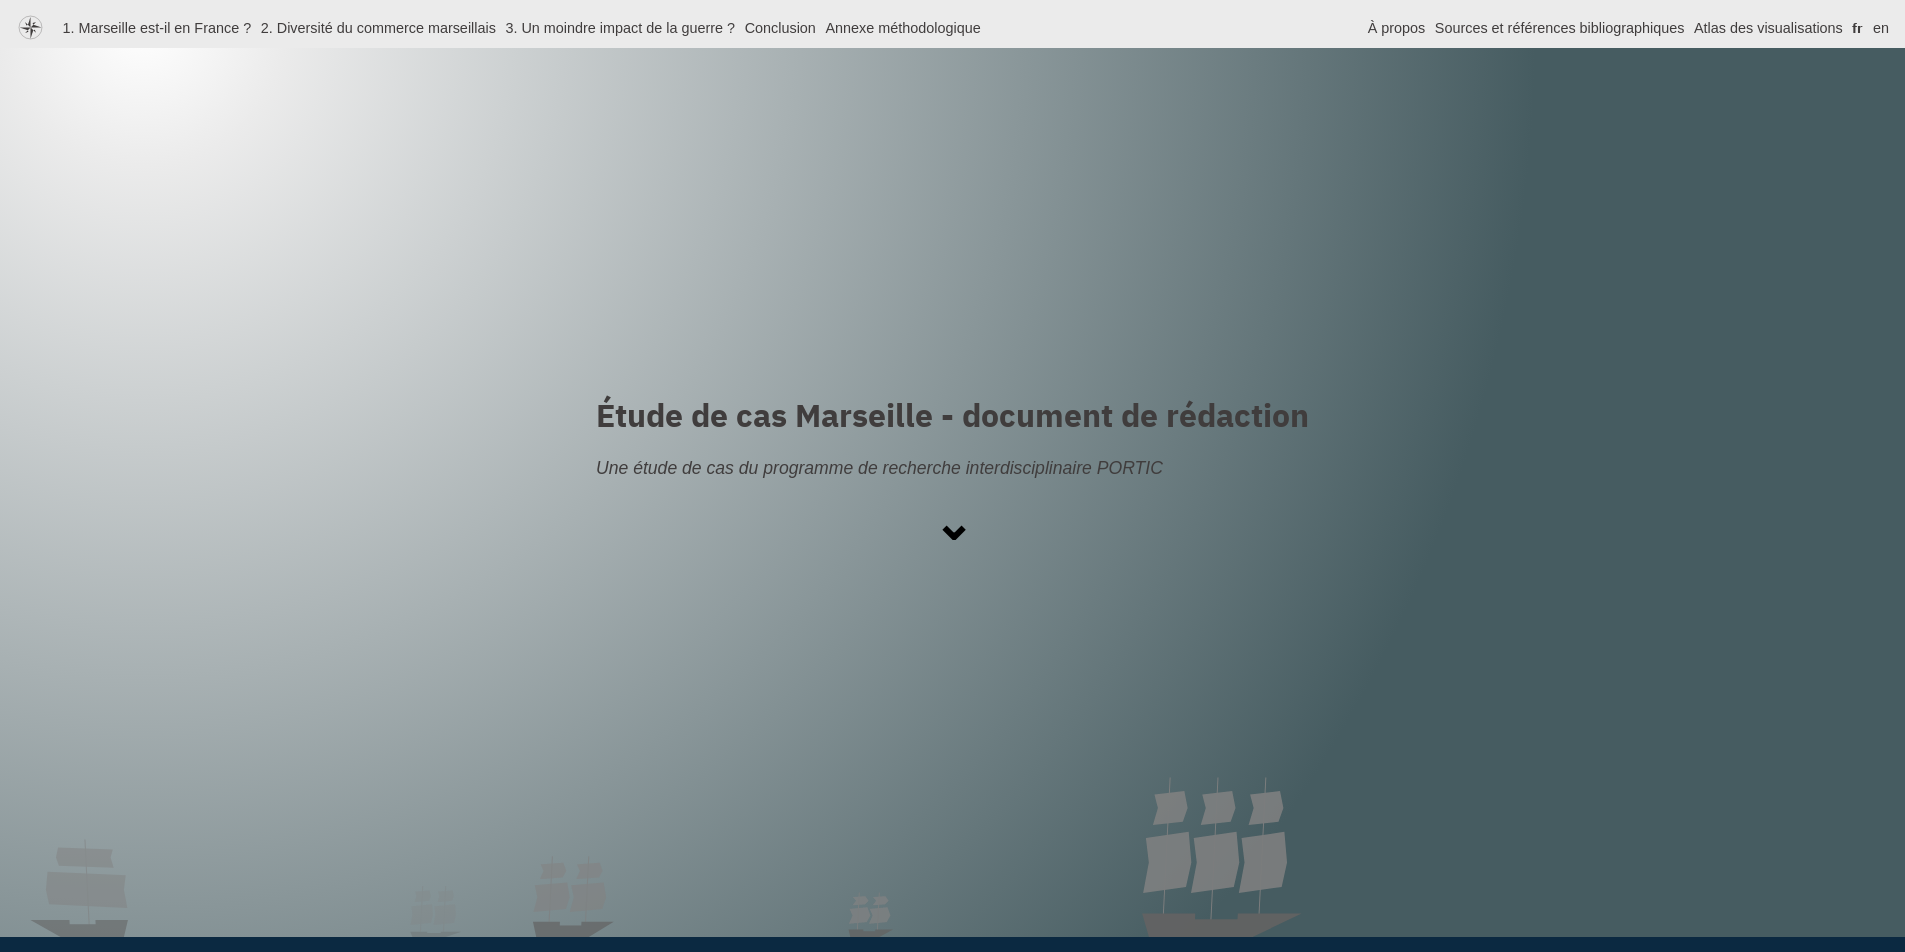 1. Marseille est-il en France ? 2. Diversité du commerce marseillais 3. Un moindre impact de la guerre ? Conclusion Annexe méthodologique À propos Sources et références bibliographiques Atlas des visualisations fr en
Étude de cas Marseille - document de rédaction
Une étude de cas du programme de recherche interdisciplinaire PORTIC